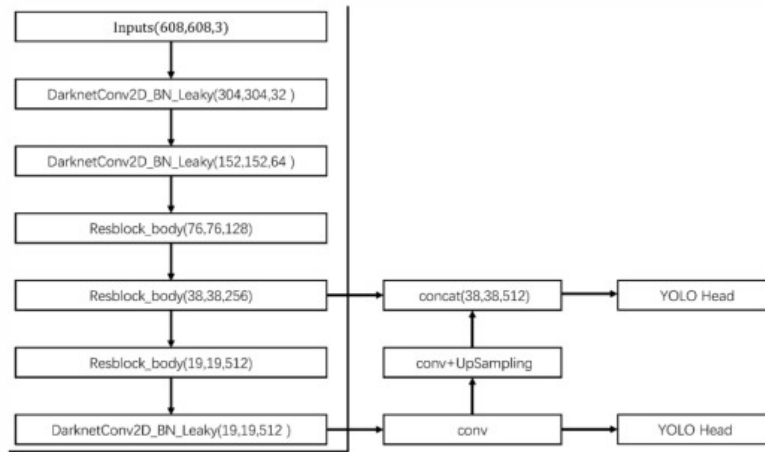 Inputs(608,608,3)
DarknetConv2D_BN_Leaky(304,304,32 )
DarknetConv2D_BN_Leaky(152,152,64 )
Resblock_body(76,76,128)
Resblock_body(38,38,256)
concat(38,38,512)
YOLO Head
Resblock_body(19,19,512)
conv+UpSampling
DarknetConv2D_BN_Leaky(19,19,512 )
conv
YOLO Head